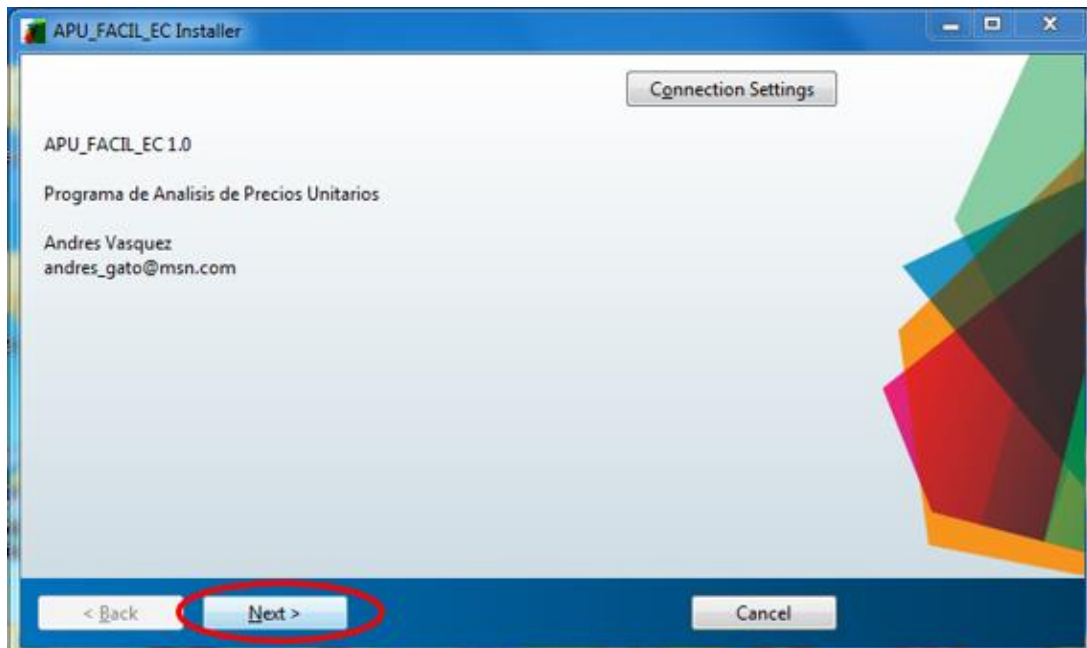 APU_FACIL_EC Installer
Connection Settings
APU_FACIL_EC 1.0
Programa de Analisis de Precios Unitarios
Andres Vasquez
andres_gato@msn.com
< Back
Next >
Cancel